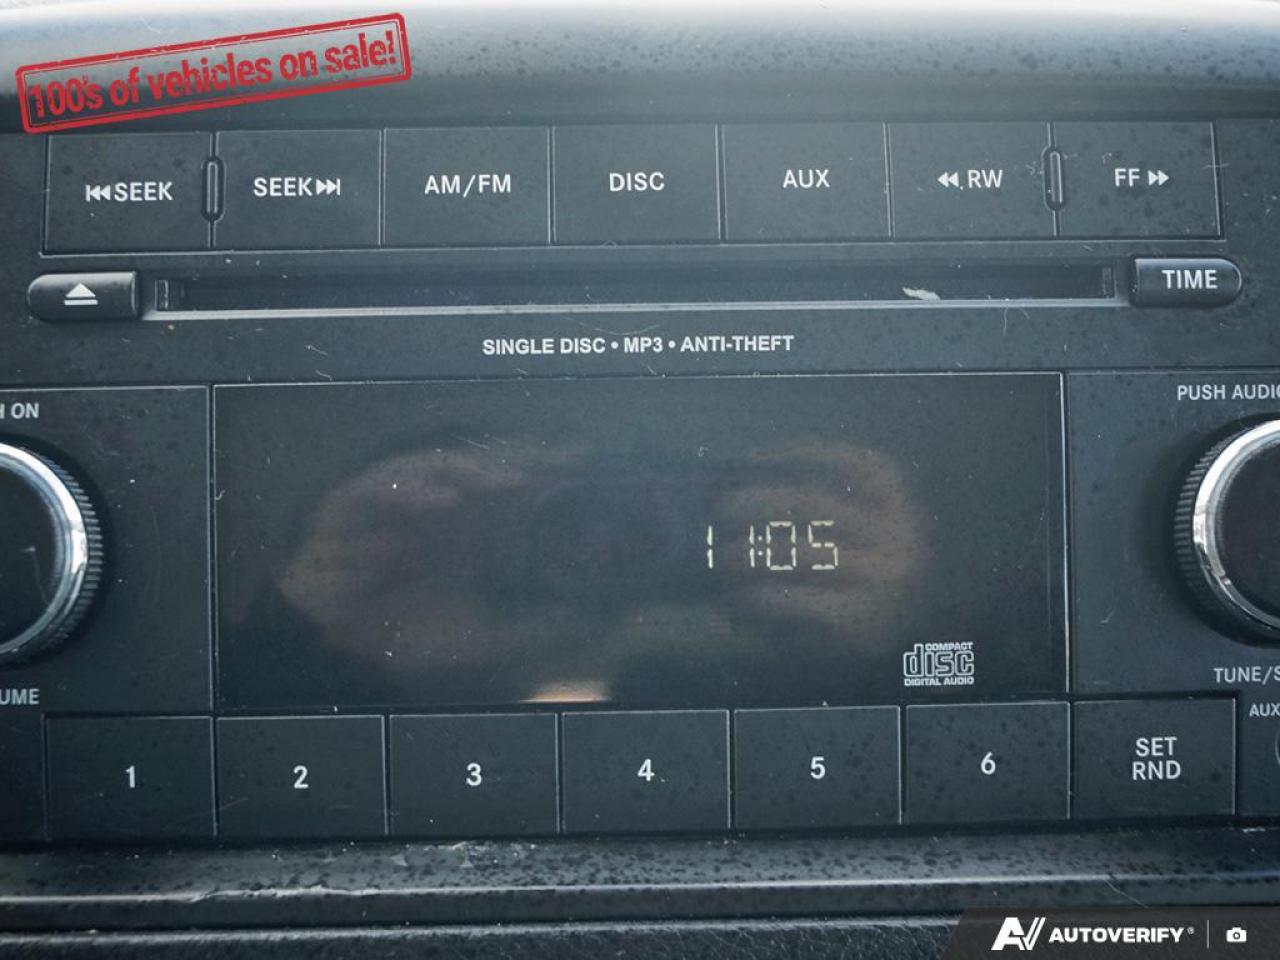 100's of vehicles on sale!
SEEK
SEEK
AM/FM
DISC
AUX
RW
FF
TIME
SINGLE DISC • MP3 • ANTI-THEFT
ON
PUSH AUDIO
11:05
COMPACT
disc
DIGITAL AUDIO
TUNE/S
UME
AUX
1
2
3
4
5
6
SET
RND
AUTOVERIFY